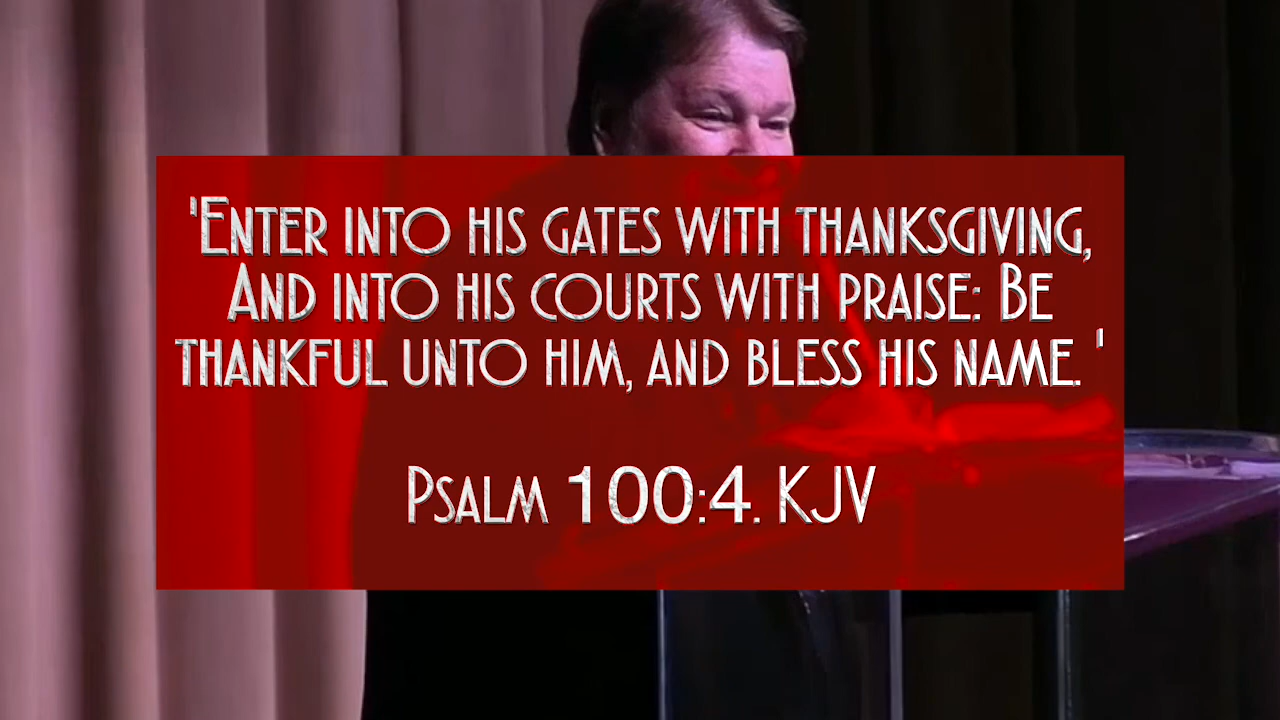 'Enter into his gates with thanksgiving,
And into his courts with praise: Be
thankful unto him, and bless his name. '
Psalm 100:4. KJV